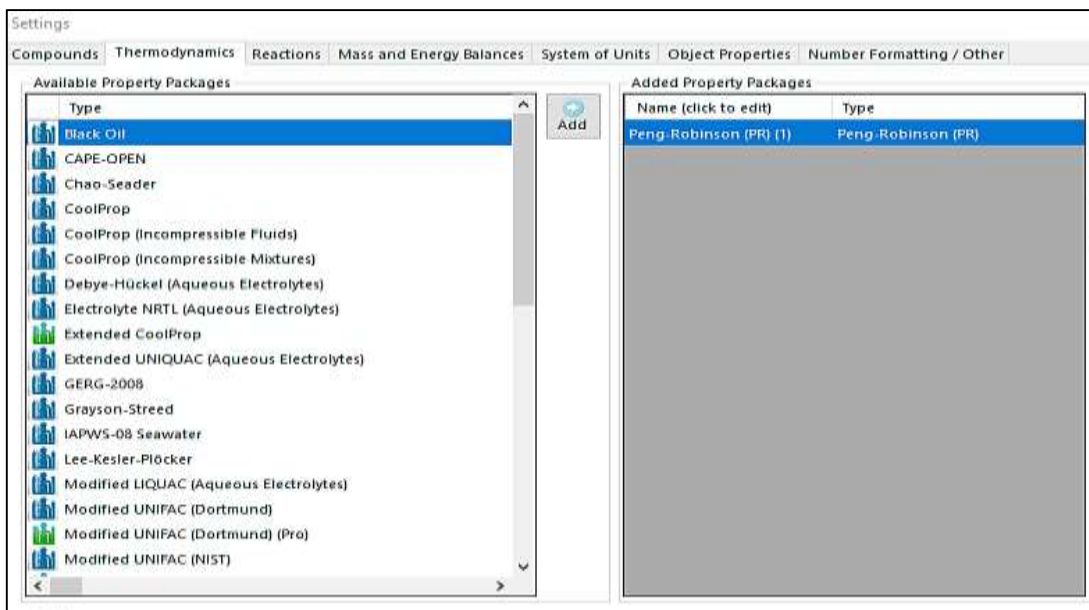 Settings
Compounds Thermodynamics Reactions Mass and Energy Balances System of Units Object Properties Number Formatting / Other
Available Property Packages
Type
Black Oil
CAPE-OPEN
Chao-Seader
CoolProp
CoolProp (Incompressible Fluids)
CoolProp (Incompressible Mixtures)
Debye-Hückel (Aqueous Electrolytes)
Electrolyte NRTL (Aqueous Electrolytes)
Extended CoolProp
Extended UNIQUAC (Aqueous Electrolytes)
GERG-2008
Grayson-Streed
IAPWS-08 Seawater
Lee-Kesler-Plöcker
Modified LIQUAC (Aqueous Electrolytes)
Modified UNIFAC (Dortmund)
Modified UNIFAC (Dortmund) (Pro)
Modified UNIFAC (NIST)
Add
Added Property Packages
Name (click to edit) Type
Peng-Robinson (PR) (1) Peng-Robinson (PR)